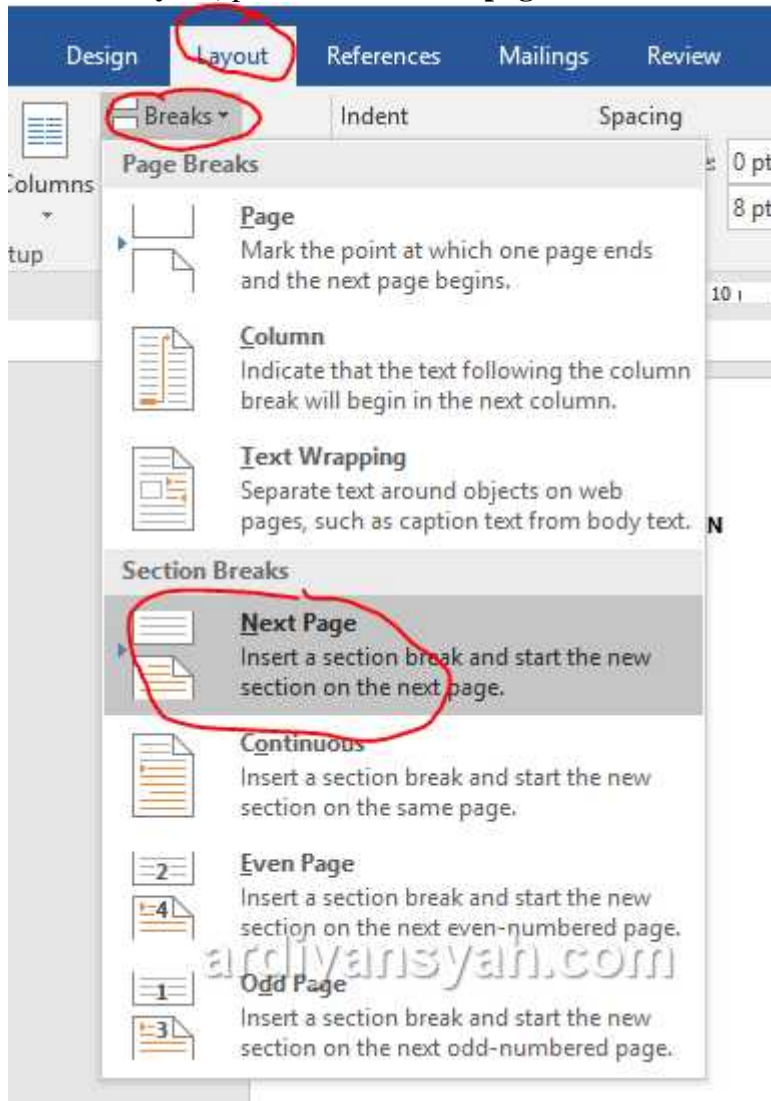 Design Layout References Mailings Review
Breaks Indent Spacing
Page Breaks
0 pt
Columns
8 pt
Page
Mark the point at which one page ends
and the next page begins.
tup
10
Column
Indicate that the text following the column
break will begin in the next column.
Text Wrapping
Separate text around objects on web
pages, such as caption text from body text.
N
Section Breaks
Next Page
Insert a section break and start the new
section on the next page.
Continuous
Insert a section break and start the new
section on the same page.
2
4
Even Page
Insert a section break and start the new
section on the next even-numbered page.
ardiyansyah.com
1
3
Odd Page
Insert a section break and start the new
section on the next odd-numbered page.